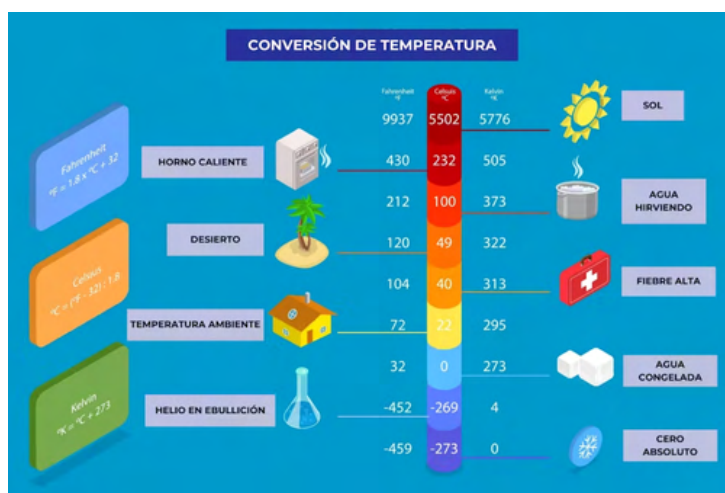 CONVERSIÓN DE TEMPERATURA
Fahrenheit
°F
Celsuis
°C
Kelvin
°K
9937 5502 5776
SOL
Fahrenheit
°F = 1.8 x °C + 32
HORNO CALIENTE
430 232 505
212 100 373
AGUA
HIRVIENDO
DESIERTO
120 49 322
Celsuis
°C = (°F - 32) : 1.8
104 40 313
FIEBRE ALTA
TEMPERATURA AMBIENTE
72 22 295
32 0 273
AGUA
CONGELADA
Kelvin
°K = °C + 273
HELIO EN EBULLICIÓN
-452 -269 4
-459 -273 0
CERO
ABSOLUTO